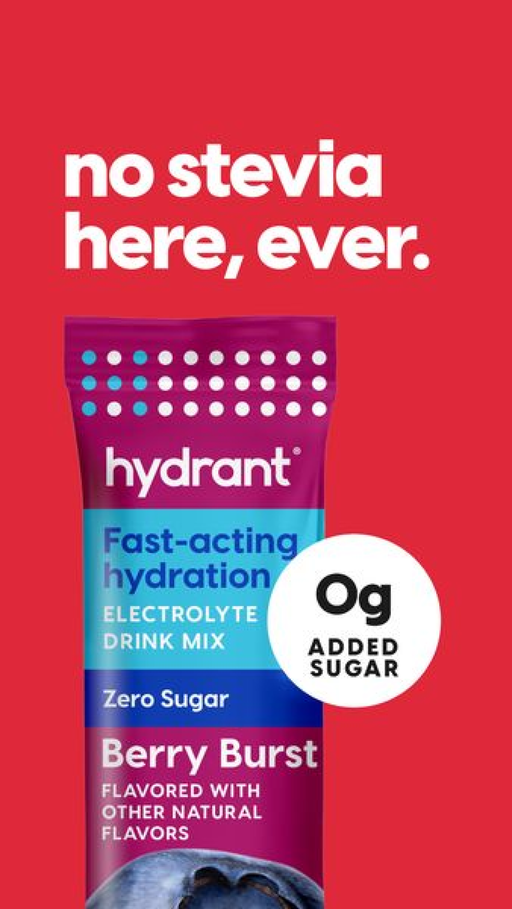 no stevia
here, ever.
hydrant®
Fast-acting
hydration
ELECTROLYTE
DRINK MIX
0g
ADDED
SUGAR
Zero Sugar
Berry Burst
FLAVORED WITH
OTHER NATURAL
FLAVORS